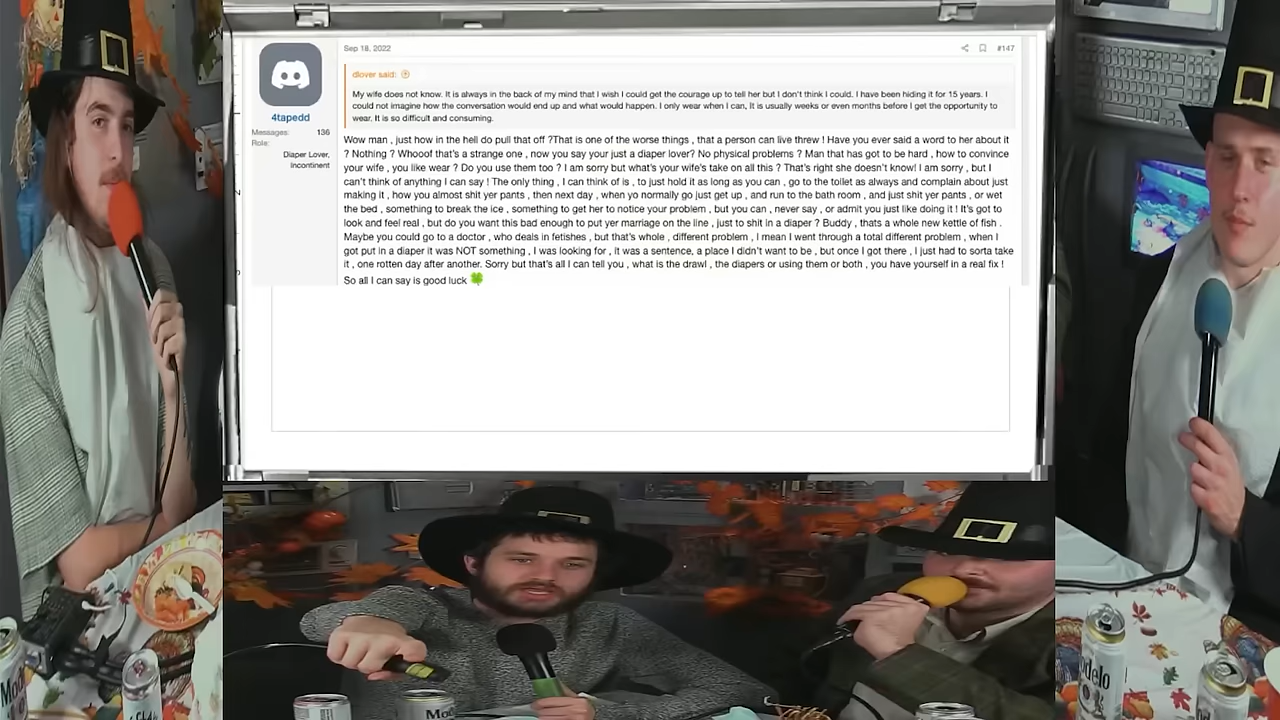 Sep 18, 2022
#147
4tapedd
Messages: 136
Role:
Diaper Lover,
Incontinent
dlover said:
My wife does not know. It is always in the back of my mind that I wish I could get the courage up to tell her but I don't think I could. I have been hiding it for 15 years. I
could not imagine how the conversation would end up and what would happen. I only wear when I can, It is usually weeks or even months before I get the opportunity to
wear. It is so difficult and consuming.
Wow man , just how in the hell do pull that off ?That is one of the worse things , that a person can live threw ! Have you ever said a word to her about it
? Nothing ? Whooof that's a strange one , now you say your just a diaper lover? No physical problems ? Man that has got to be hard , how to convince
your wife , you like wear ? Do you use them too ? I am sorry but what's your wife's take on all this ? That's right she doesn't know! I am sorry , but I
can't think of anything I can say ! The only thing , I can think of is , to just hold it as long as you can , go to the toilet as always and complain about just
making it , how you almost shit yer pants , then next day , when yo normally go just get up , and run to the bath room , and just shit yer pants , or wet
the bed , something to break the ice , something to get her to notice your problem , but you can , never say , or admit you just like doing it ! It's got to
look and feel real , but do you want this bad enough to put yer marriage on the line , just to shit in a diaper ? Buddy , thats a whole new kettle of fish .
Maybe you could go to a doctor , who deals in fetishes , but that's whole , different problem , I mean I went through a total different problem , when I
got put in a diaper it was NOT something , I was looking for , it was a sentence, a place I didn't want to be , but once I got there , I just had to sorta take
it , one rotten day after another. Sorry but that's all I can tell you , what is the drawl , the diapers or using them or both , you have yourself in a real fix !
So all I can say is good luck 🍀
Mod
Mod
odelo